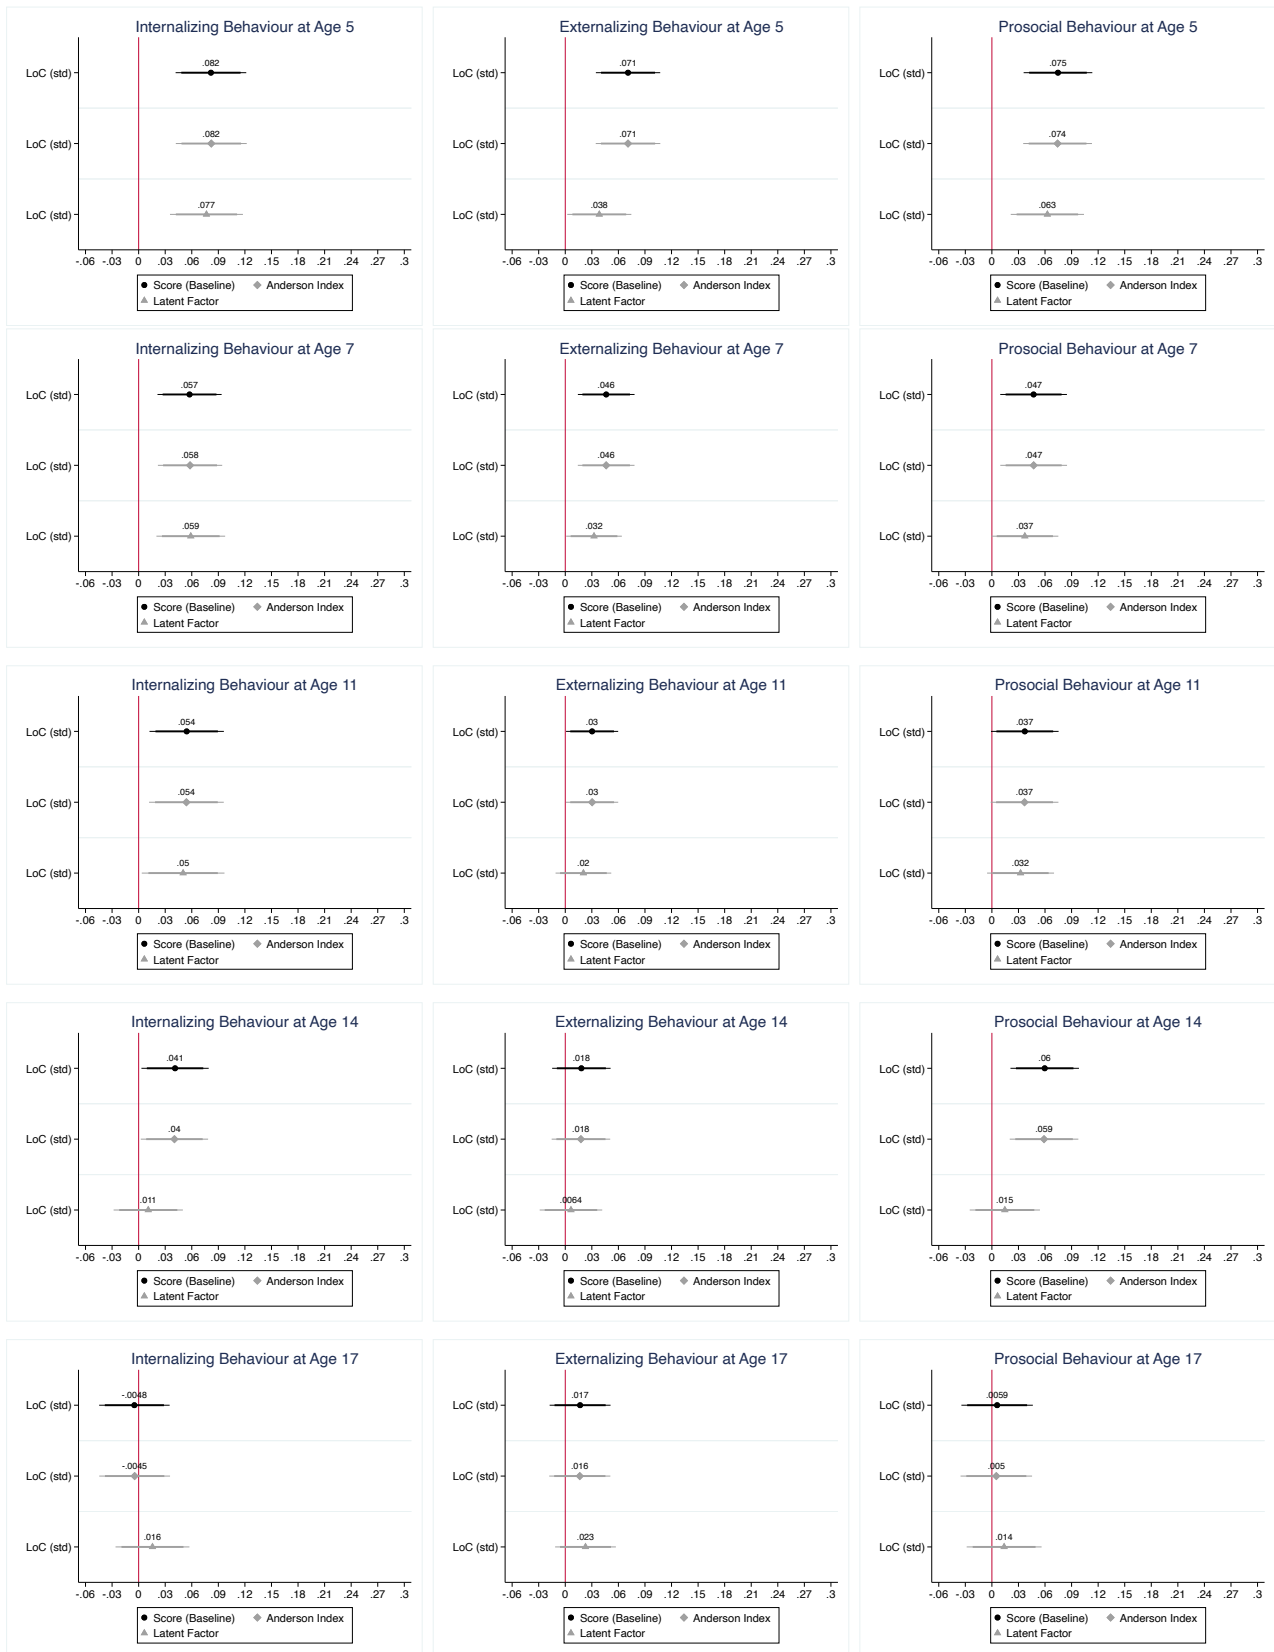 Internalizing Behaviour at Age 5
LoC (std)
.082
LoC (std)
.082
LoC (std)
.077
-.06 -.03 0 .03 .06 .09 .12 .15 .18 .21 .24 .27 .3
Score (Baseline) Anderson Index
Latent Factor
Externalizing Behaviour at Age 5
LoC (std)
.071
LoC (std)
.071
LoC (std)
.038
-.06 -.03 0 .03 .06 .09 .12 .15 .18 .21 .24 .27 .3
Score (Baseline) Anderson Index
Latent Factor
Prosocial Behaviour at Age 5
LoC (std)
.075
LoC (std)
.074
LoC (std)
.063
-.06 -.03 0 .03 .06 .09 .12 .15 .18 .21 .24 .27 .3
Score (Baseline) Anderson Index
Latent Factor
Internalizing Behaviour at Age 7
LoC (std)
.057
LoC (std)
.058
LoC (std)
.059
-.06 -.03 0 .03 .06 .09 .12 .15 .18 .21 .24 .27 .3
Score (Baseline) Anderson Index
Latent Factor
Externalizing Behaviour at Age 7
LoC (std)
.046
LoC (std)
.046
LoC (std)
.032
-.06 -.03 0 .03 .06 .09 .12 .15 .18 .21 .24 .27 .3
Score (Baseline) Anderson Index
Latent Factor
Prosocial Behaviour at Age 7
LoC (std)
.047
LoC (std)
.047
LoC (std)
.037
-.06 -.03 0 .03 .06 .09 .12 .15 .18 .21 .24 .27 .3
Score (Baseline) Anderson Index
Latent Factor
Internalizing Behaviour at Age 11
LoC (std)
.054
LoC (std)
.054
LoC (std)
.05
-.06 -.03 0 .03 .06 .09 .12 .15 .18 .21 .24 .27 .3
Score (Baseline) Anderson Index
Latent Factor
Externalizing Behaviour at Age 11
LoC (std)
.03
LoC (std)
.03
LoC (std)
.02
-.06 -.03 0 .03 .06 .09 .12 .15 .18 .21 .24 .27 .3
Score (Baseline) Anderson Index
Latent Factor
Prosocial Behaviour at Age 11
LoC (std)
.037
LoC (std)
.037
LoC (std)
.032
-.06 -.03 0 .03 .06 .09 .12 .15 .18 .21 .24 .27 .3
Score (Baseline) Anderson Index
Latent Factor
Internalizing Behaviour at Age 14
LoC (std)
.041
LoC (std)
.04
LoC (std)
.011
-.06 -.03 0 .03 .06 .09 .12 .15 .18 .21 .24 .27 .3
Score (Baseline) Anderson Index
Latent Factor
Externalizing Behaviour at Age 14
LoC (std)
.018
LoC (std)
.018
LoC (std)
.0064
-.06 -.03 0 .03 .06 .09 .12 .15 .18 .21 .24 .27 .3
Score (Baseline) Anderson Index
Latent Factor
Prosocial Behaviour at Age 14
LoC (std)
.06
LoC (std)
.059
LoC (std)
.015
-.06 -.03 0 .03 .06 .09 .12 .15 .18 .21 .24 .27 .3
Score (Baseline) Anderson Index
Latent Factor
Internalizing Behaviour at Age 17
LoC (std)
-.0048
LoC (std)
-.0045
LoC (std)
.016
-.06 -.03 0 .03 .06 .09 .12 .15 .18 .21 .24 .27 .3
Score (Baseline) Anderson Index
Latent Factor
Externalizing Behaviour at Age 17
LoC (std)
.017
LoC (std)
.016
LoC (std)
.023
-.06 -.03 0 .03 .06 .09 .12 .15 .18 .21 .24 .27 .3
Score (Baseline) Anderson Index
Latent Factor
Prosocial Behaviour at Age 17
LoC (std)
.0059
LoC (std)
.005
LoC (std)
.014
-.06 -.03 0 .03 .06 .09 .12 .15 .18 .21 .24 .27 .3
Score (Baseline) Anderson Index
Latent Factor